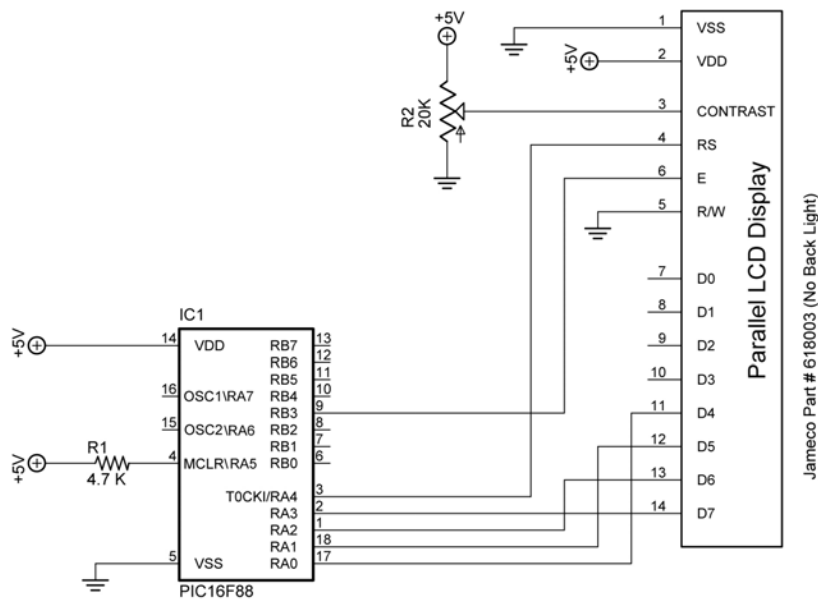 +5V
R2
20K
+5V
1 VSS
2 VDD
3 CONTRAST
4 RS
6 E
5 R/W
7 D0
8 D1
9 D2
10 D3
11 D4
12 D5
13 D6
14 D7
Parallel LCD Display
Jameco Part # 618003 (No Back Light)
IC1
+5V
14 VDD
16 OSC1\RA7
15 OSC2\RA6
+5V
R1
4.7 K
4 MCLR\RA5
5 VSS
RB7 13
RB6 12
RB5 11
RB4 10
RB3 9
RB2 8
RB1 7
RB0 6
T0CKI/RA4 3
RA3 2
RA2 1
RA1 18
RA0 17
PIC16F88